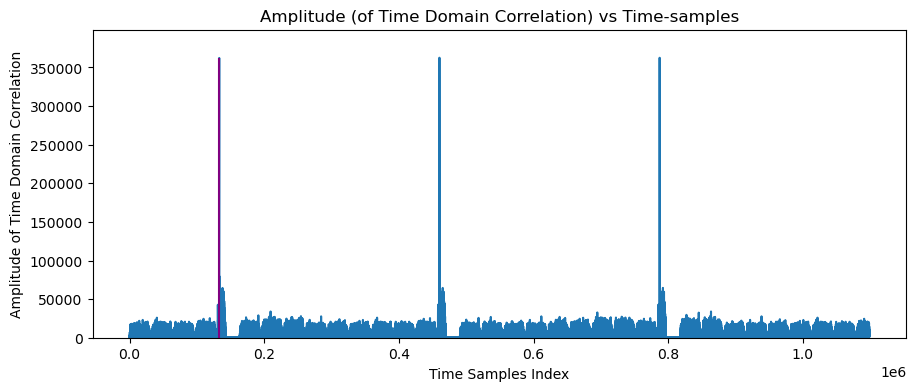 Amplitude (of Time Domain Correlation) vs Time-samples
Amplitude of Time Domain Correlation
350000
300000
250000
200000
150000
100000
50000
0
0.0 0.2 0.4 0.6 0.8 1.0
1e6
Time Samples Index